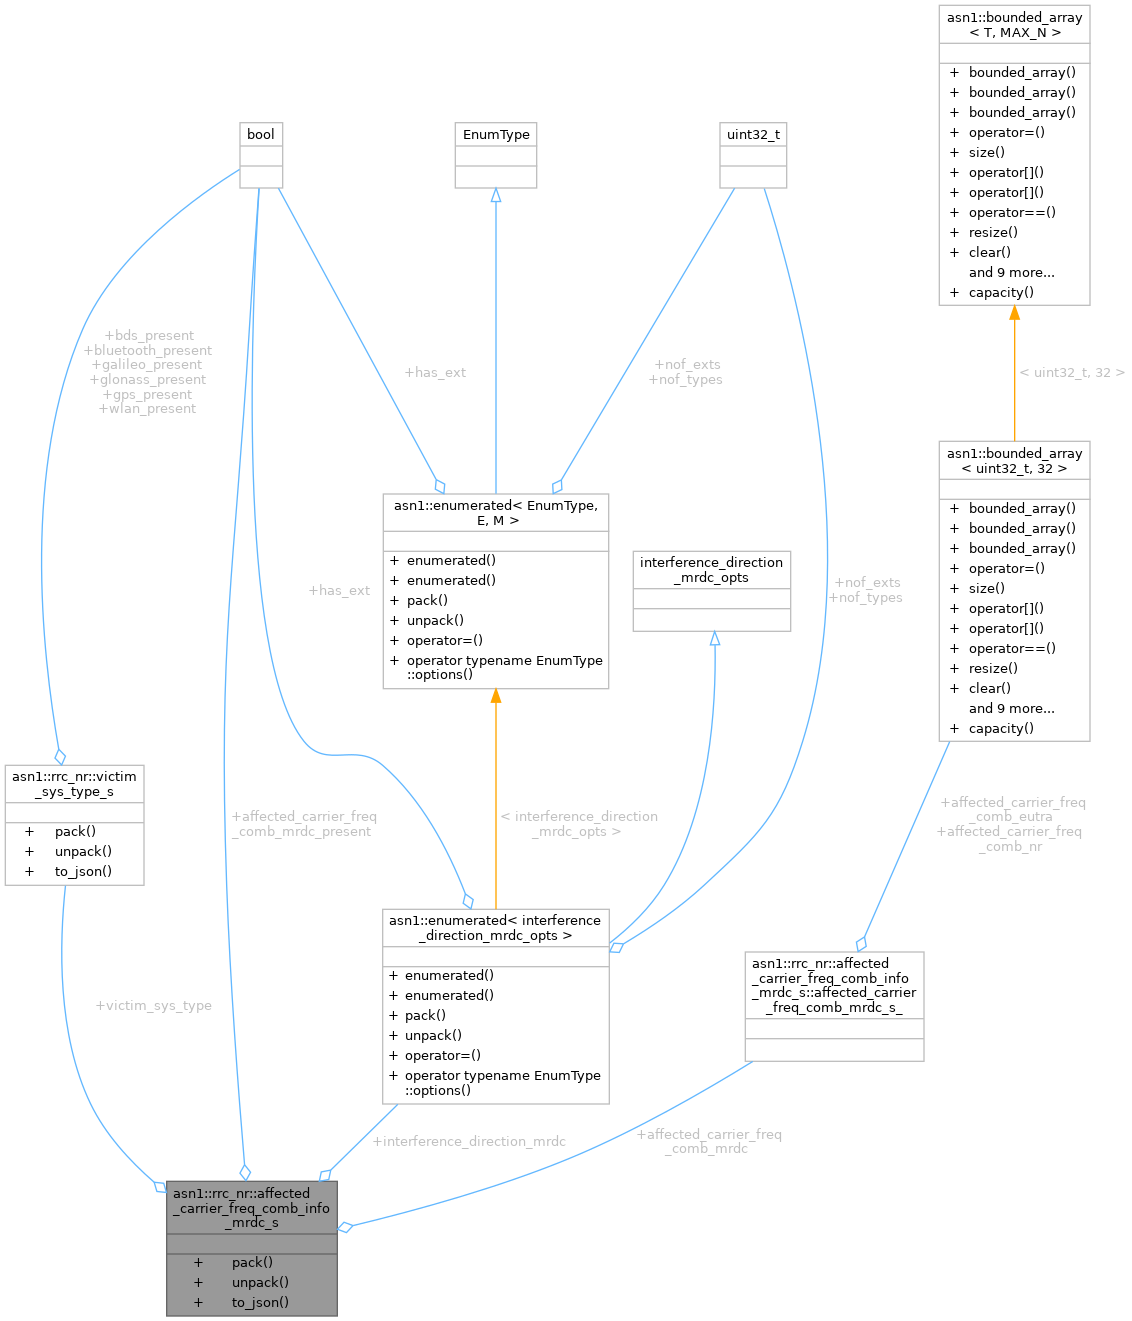 asn1::bounded_array
< T, MAX_N >
+ bounded_array()
+ bounded_array()
+ bounded_array()
+ operator=()
+ size()
+ operator[]()
+ operator[]()
+ operator==()
+ resize()
+ clear()
and 9 more...
+ capacity()
bool
EnumType
uint32_t
+bds_present
+bluetooth_present
+galileo_present
+glonass_present
+gps_present
+wlan_present
+has_ext
+nof_exts
+nof_types
< uint32_t, 32 >
asn1::bounded_array
< uint32_t, 32 >
+ bounded_array()
+ bounded_array()
+ bounded_array()
+ operator=()
+ size()
+ operator[]()
+ operator[]()
+ operator==()
+ resize()
+ clear()
and 9 more...
+ capacity()
asn1::enumerated< EnumType,
E, M >
+ enumerated()
+ enumerated()
+ pack()
+ unpack()
+ operator=()
+ operator typename EnumType
::options()
interference_direction
_mrdc_opts
+has_ext
+nof_exts
+nof_types
asn1::rrc_nr::victim
_sys_type_s
+ pack()
+ unpack()
+ to_json()
+affected_carrier_freq
_comb_mrdc_present
< interference_direction
_mrdc_opts >
+affected_carrier_freq
_comb_eutra
+affected_carrier_freq
_comb_nr
asn1::enumerated< interference
_direction_mrdc_opts >
+ enumerated()
+ enumerated()
+ pack()
+ unpack()
+ operator=()
+ operator typename EnumType
::options()
asn1::rrc_nr::affected
_carrier_freq_comb_info
_mrdc_s::affected_carrier
_freq_comb_mrdc_s_
+victim_sys_type
+interference_direction_mrdc
+affected_carrier_freq
_comb_mrdc
asn1::rrc_nr::affected
_carrier_freq_comb_info
_mrdc_s
+ pack()
+ unpack()
+ to_json()